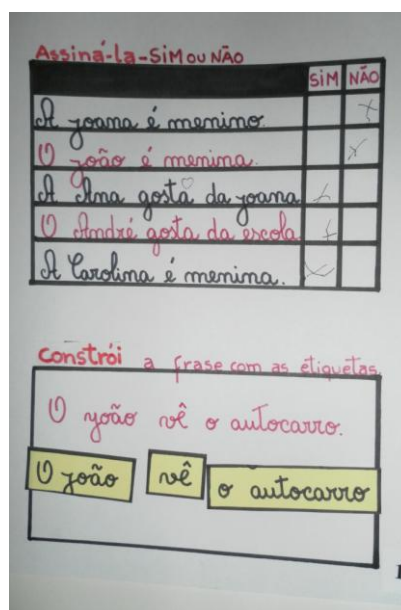 Assiná-la-SiM ou NÃO
SiM NÃO
A joana é menino.
O joão é menina.
A Ana gosta da joana
O André gosta da escola
A Carolina é menina.
Constrói a frase com as etiquetas
O joão vê o autocarro.
O joão vê o autocarro